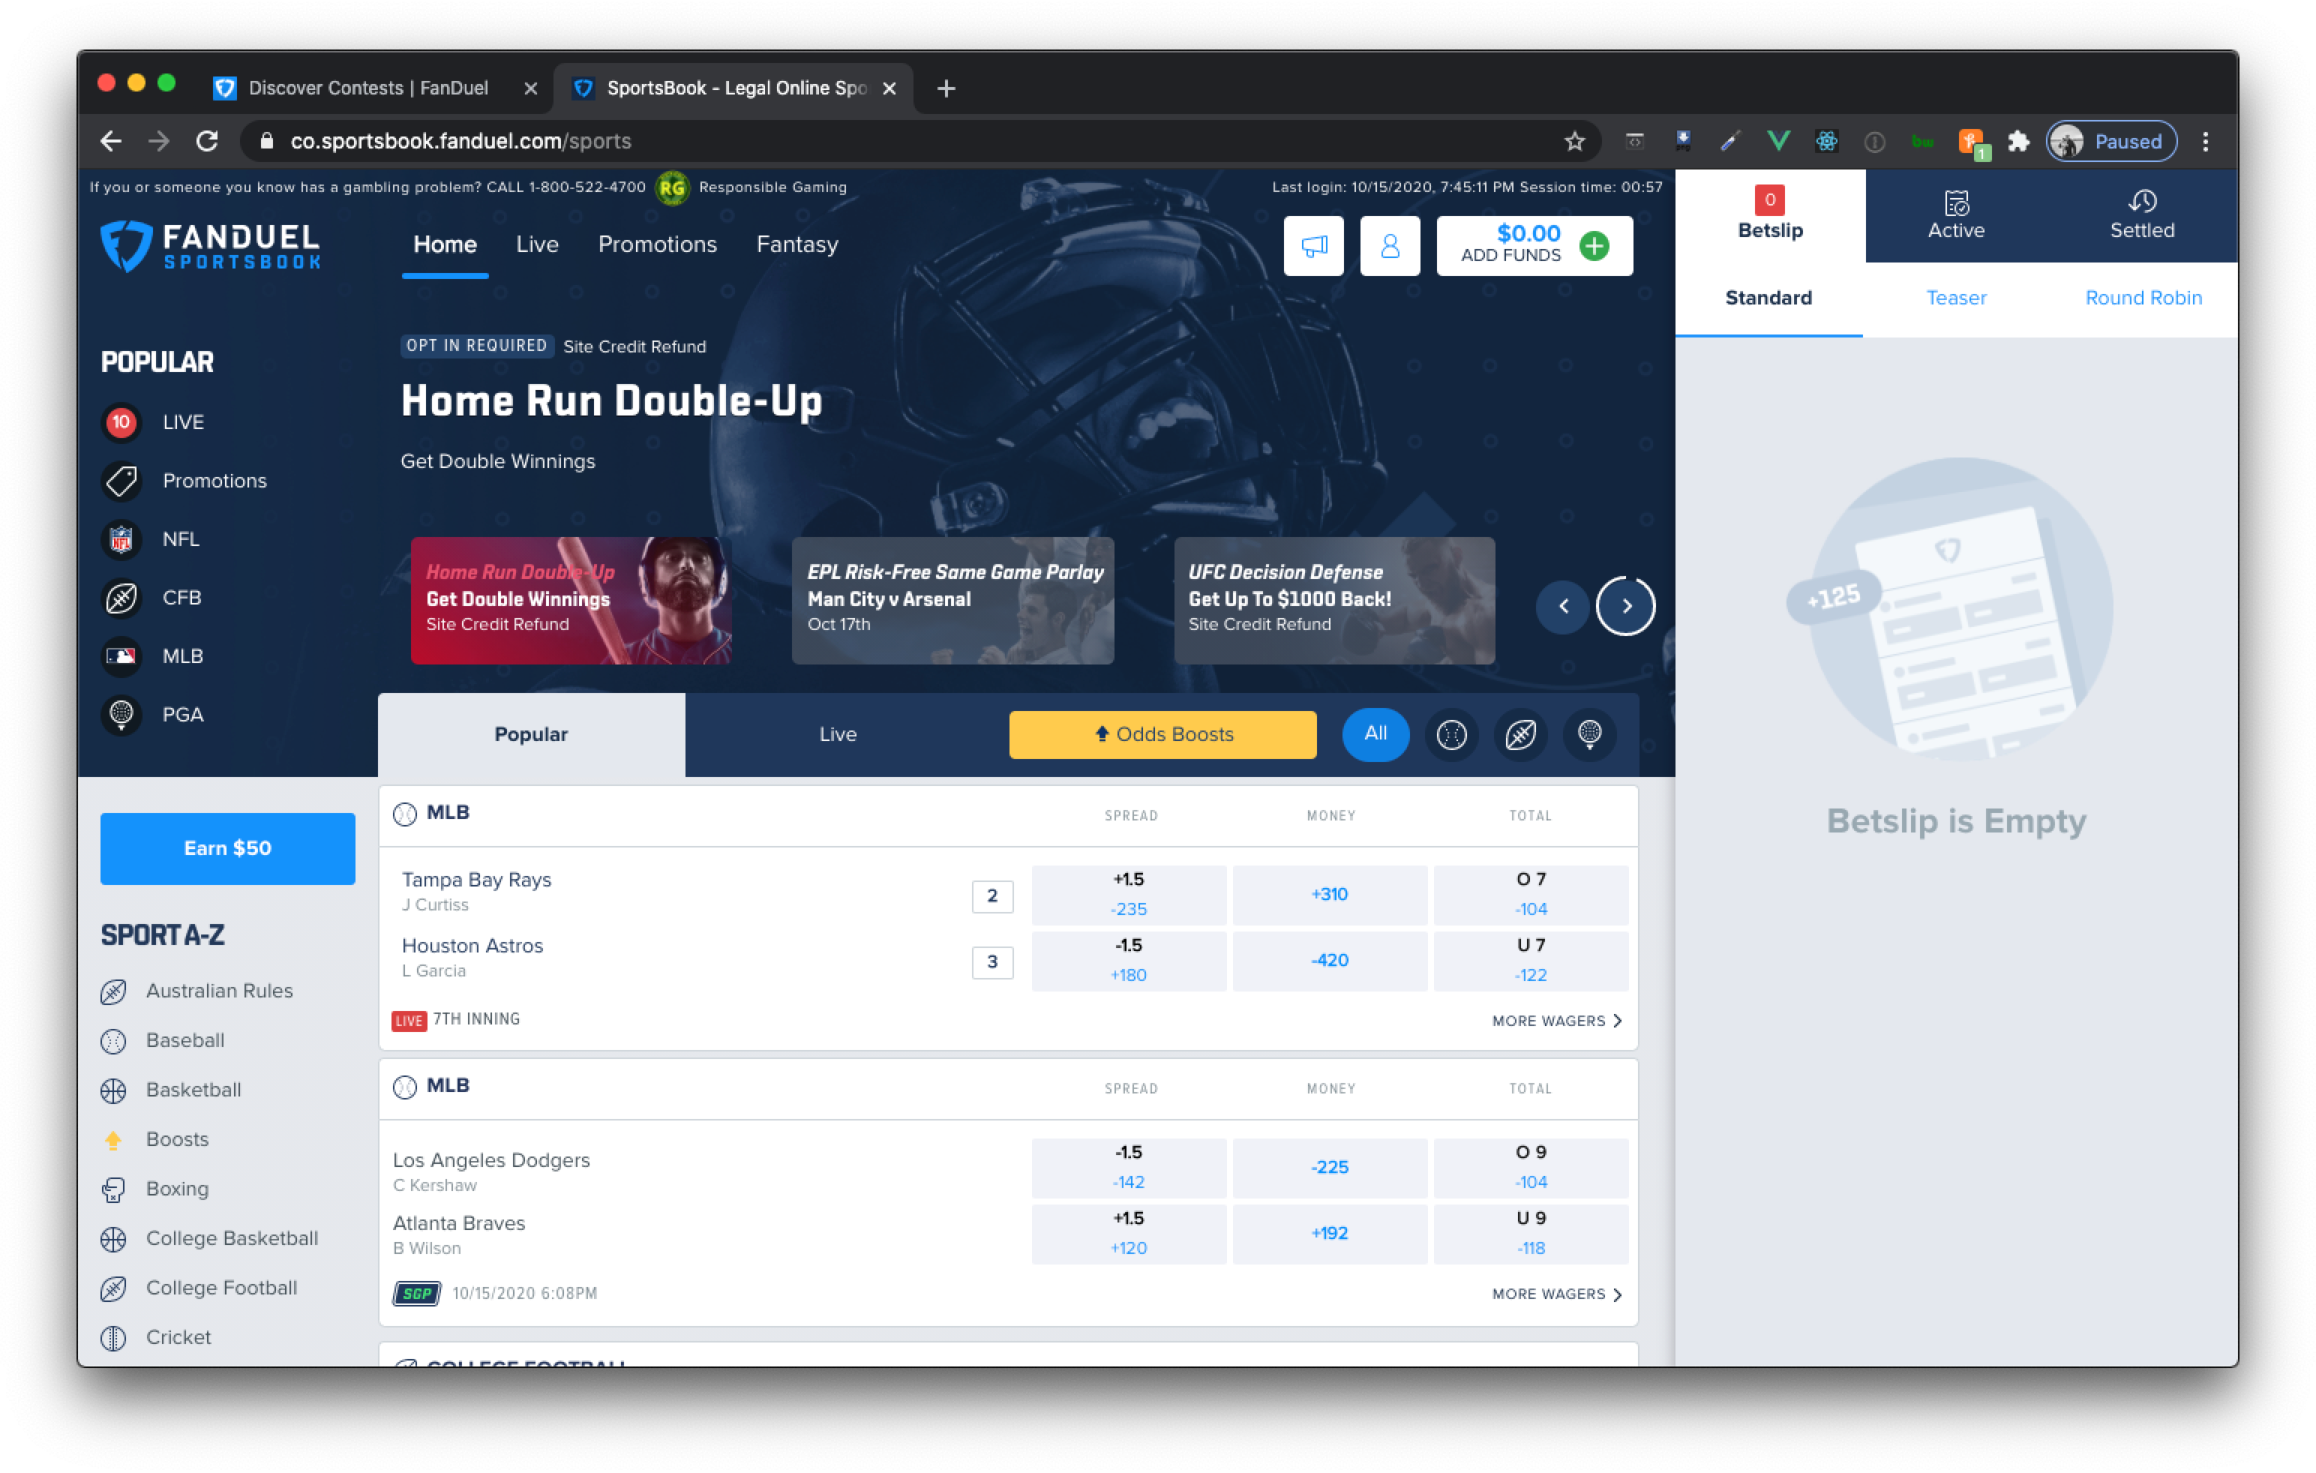 Discover Contests | FanDuel
SportsBook - Legal Online Spo
co.sportsbook.fanduel.com/sports
bw
1
Paused
If you or someone you know has a gambling problem? CALL 1-800-522-4700 RG Responsible Gaming
Last login: 10/15/2020, 7:45:11 PM Session time: 00:57
FANDUEL
SPORTSBOOK
Home
Live
Promotions
Fantasy
$0.00
ADD FUNDS
0
Betslip
Active
Settled
Standard
Teaser
Round Robin
POPULAR
10 LIVE
Promotions
NFL NFL
CFB
MLB
PGA
OPT IN REQUIRED Site Credit Refund
Home Run Double-Up
Get Double Winnings
Home Run Double-Up
Get Double Winnings
Site Credit Refund
EPL Risk-Free Same Game Parlay
Man City v Arsenal
Oct 17th
UFC Decision Defense
Get Up To $1000 Back!
Site Credit Refund
Popular
Live
Odds Boosts
All
Earn $50
SPORT A-Z
Australian Rules
Baseball
Basketball
Boosts
Boxing
College Basketball
College Football
Cricket
MLB SPREAD MONEY TOTAL
Tampa Bay Rays
J Curtiss
2
+1.5
-235
+310
O 7
-104
Houston Astros
L Garcia
3
-1.5
+180
-420
U 7
-122
LIVE 7TH INNING
MORE WAGERS
MLB SPREAD MONEY TOTAL
Los Angeles Dodgers
C Kershaw
-1.5
-142
-225
O 9
-104
Atlanta Braves
B Wilson
+1.5
+120
+192
U 9
-118
SGP 10/15/2020 6:08PM
MORE WAGERS
COLLEGE FOOTBALL
+125
Betslip is Empty